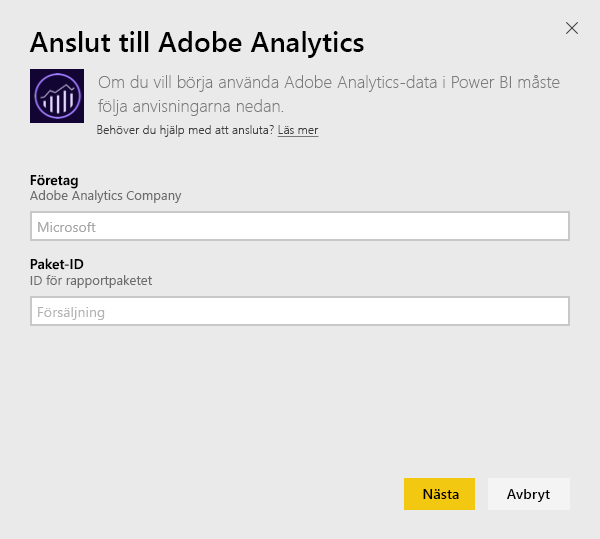 Anslut till Adobe Analytics
Om du vill börja använda Adobe Analytics-data i Power BI måste
följa anvisningarna nedan.
Behöver du hjälp med att ansluta? Läs mer
Företag
Adobe Analytics Company
Microsoft
Paket-ID
ID för rapportpaketet
Försäljning
Nästa
Avbryt